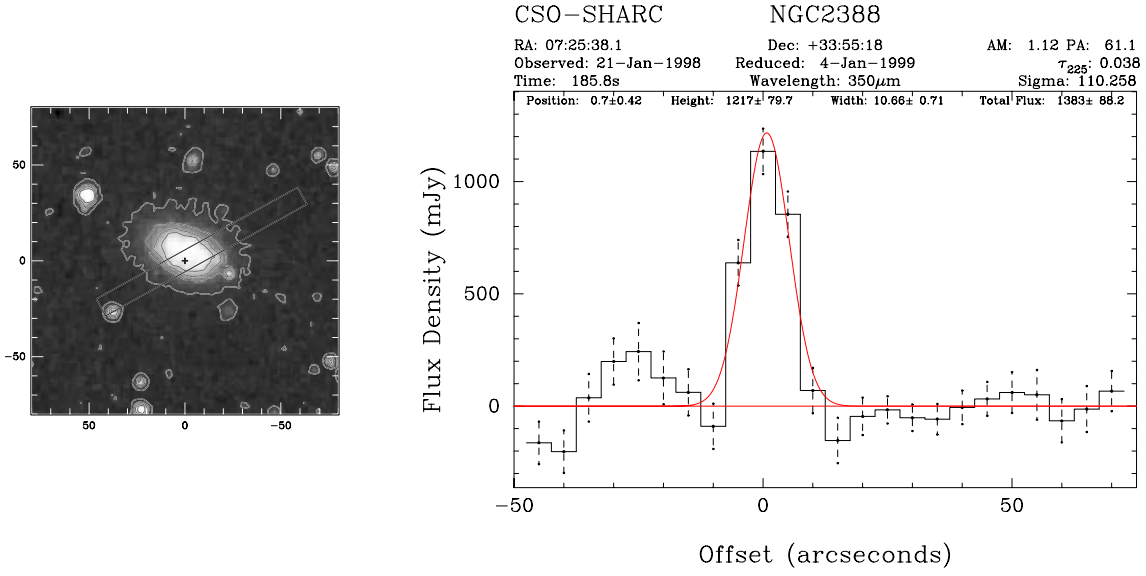 CSO-SHARC NGC2388
RA: 07:25:38.1 Dec: +33:55:18 AM: 1.12 PA: 61.1
Observed: 21-Jan-1998 Reduced: 4-Jan-1999 τ225: 0.038
Time: 185.8s Wavelength: 350μm Sigma: 110.258
Position: 0.7±0.42 Height: 1217± 79.7 Width: 10.66± 0.71 Total Flux: 1383± 88.2
50
0
-50
50 0 -50
1000
500
0
Flux Density (mJy)
-50 0 50
Offset (arcseconds)